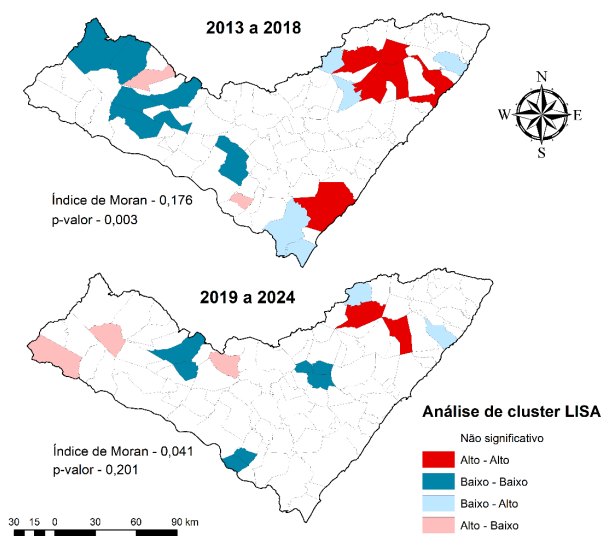 2013 a 2018
N
W E
S
Índice de Moran - 0,176
p-valor - 0,003
2019 a 2024
Índice de Moran - 0,041
p-valor - 0,201
Análise de cluster LISA
Não significativo
Alto - Alto
Baixo - Baixo
Baixo - Alto
Alto - Baixo
30 15 0 30 60 90 km